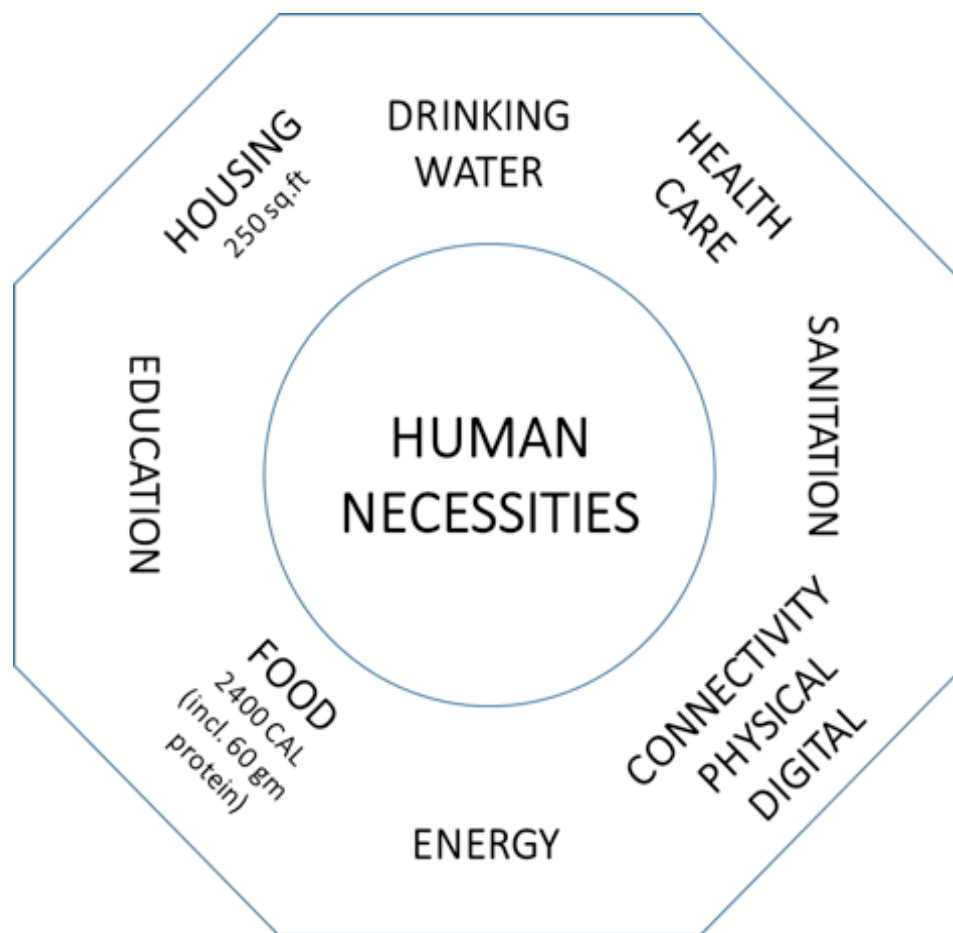 HUMAN
NECESSITIES
DRINKING
WATER
HEALTH
CARE
SANITATION
CONNECTIVITY
PHYSICAL
DIGITAL
ENERGY
FOOD
2400 CAL
(incl. 60 gm
protein)
EDUCATION
HOUSING
250 sq.ft